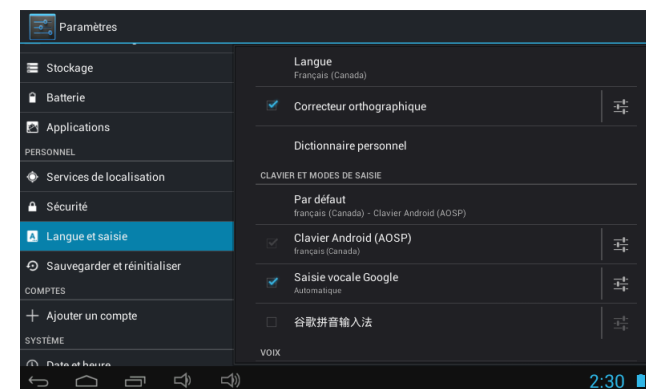 Paramètres
Stockage
Batterie
Applications
PERSONNEL
Services de localisation
Sécurité
Langue et saisie
Sauvegarder et réinitialiser
COMPTES
Ajouter un compte
SYSTÈME
Date et heure
Langue
Français (Canada)
Correcteur orthographique
Dictionnaire personnel
CLAVIER ET MODES DE SAISIE
Par défaut
français (Canada) - Clavier Android (AOSP)
Clavier Android (AOSP)
français (Canada)
Saisie vocale Google
Automatique
谷歌拼音输入法
VOIX
2:30